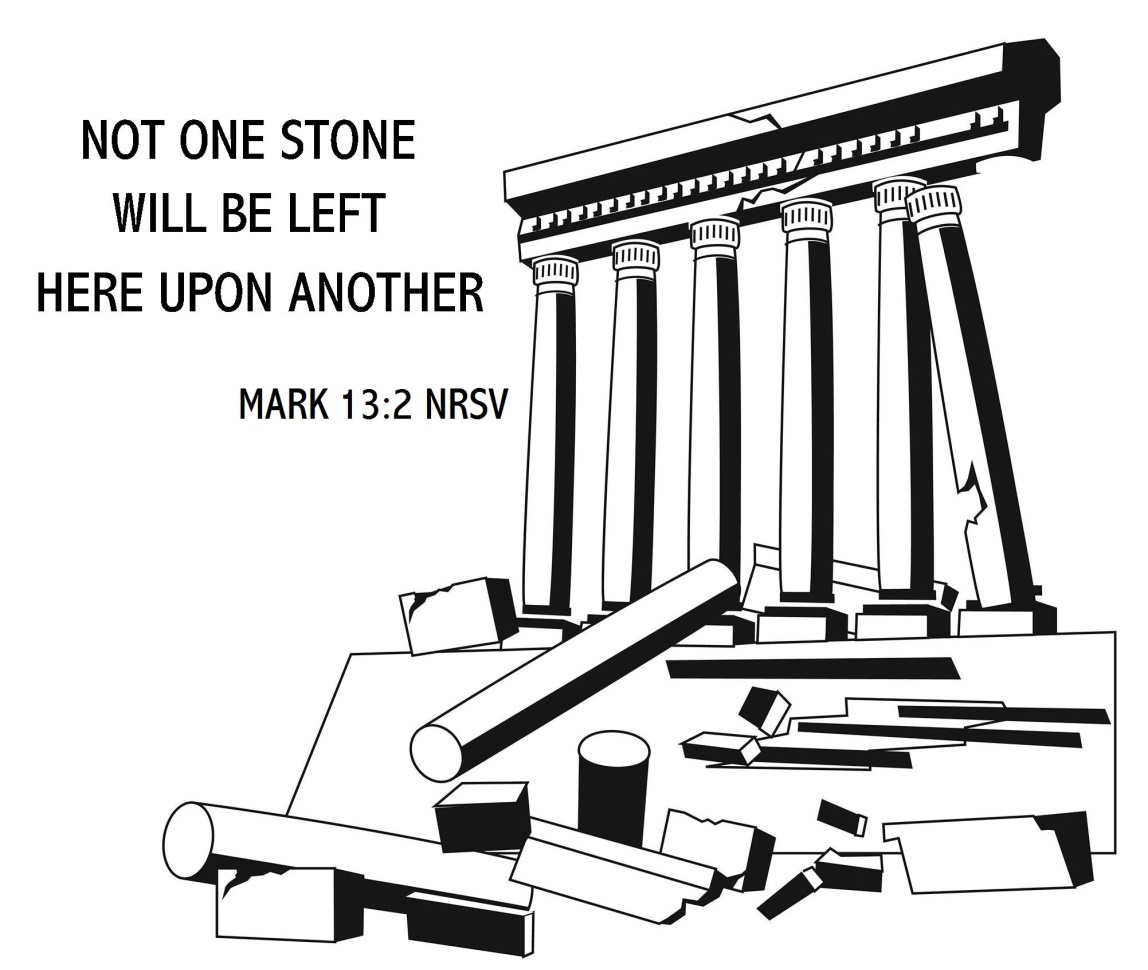 NOT ONE STONE
WILL BE LEFT
HERE UPON ANOTHER
MARK 13:2 NRSV